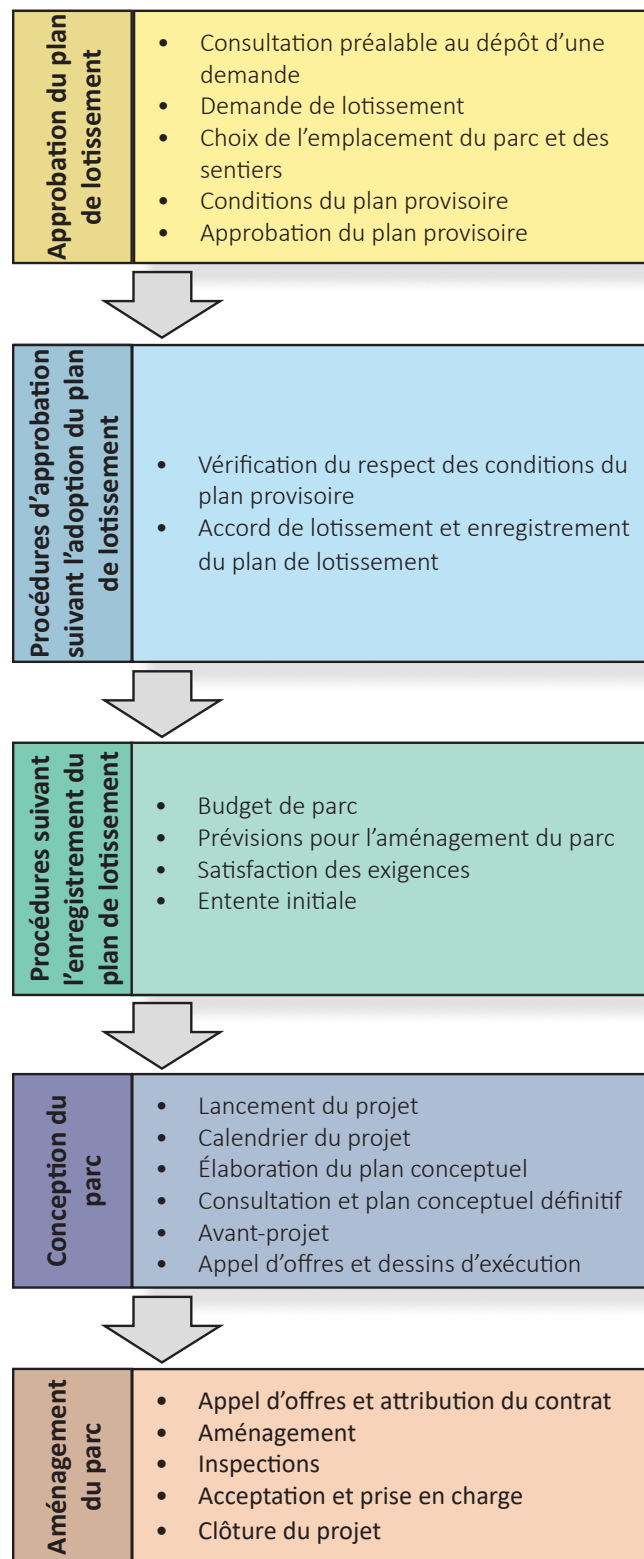 Approbation du plan
de lotissement
• Consultation préalable au dépôt d’une
demande
• Demande de lotissement
• Choix de l’emplacement du parc et des
sentiers
• Conditions du plan provisoire
• Approbation du plan provisoire
Procédures d’approbation
suivant l’adoption du plan
de lotissement
• Vérification du respect des conditions du
plan provisoire
• Accord de lotissement et enregistrement
du plan de lotissement
Procédures suivant
l’enregistrement du
plan de lotissement
• Budget de parc
• Prévisions pour l’aménagement du parc
• Satisfaction des exigences
• Entente initiale
Conception du
parc
• Lancement du projet
• Calendrier du projet
• Élaboration du plan conceptuel
• Consultation et plan conceptuel définitif
• Avant-projet
• Appel d’offres et dessins d’exécution
Aménagement
du parc
• Appel d’offres et attribution du contrat
• Aménagement
• Inspections
• Acceptation et prise en charge
• Clôture du projet